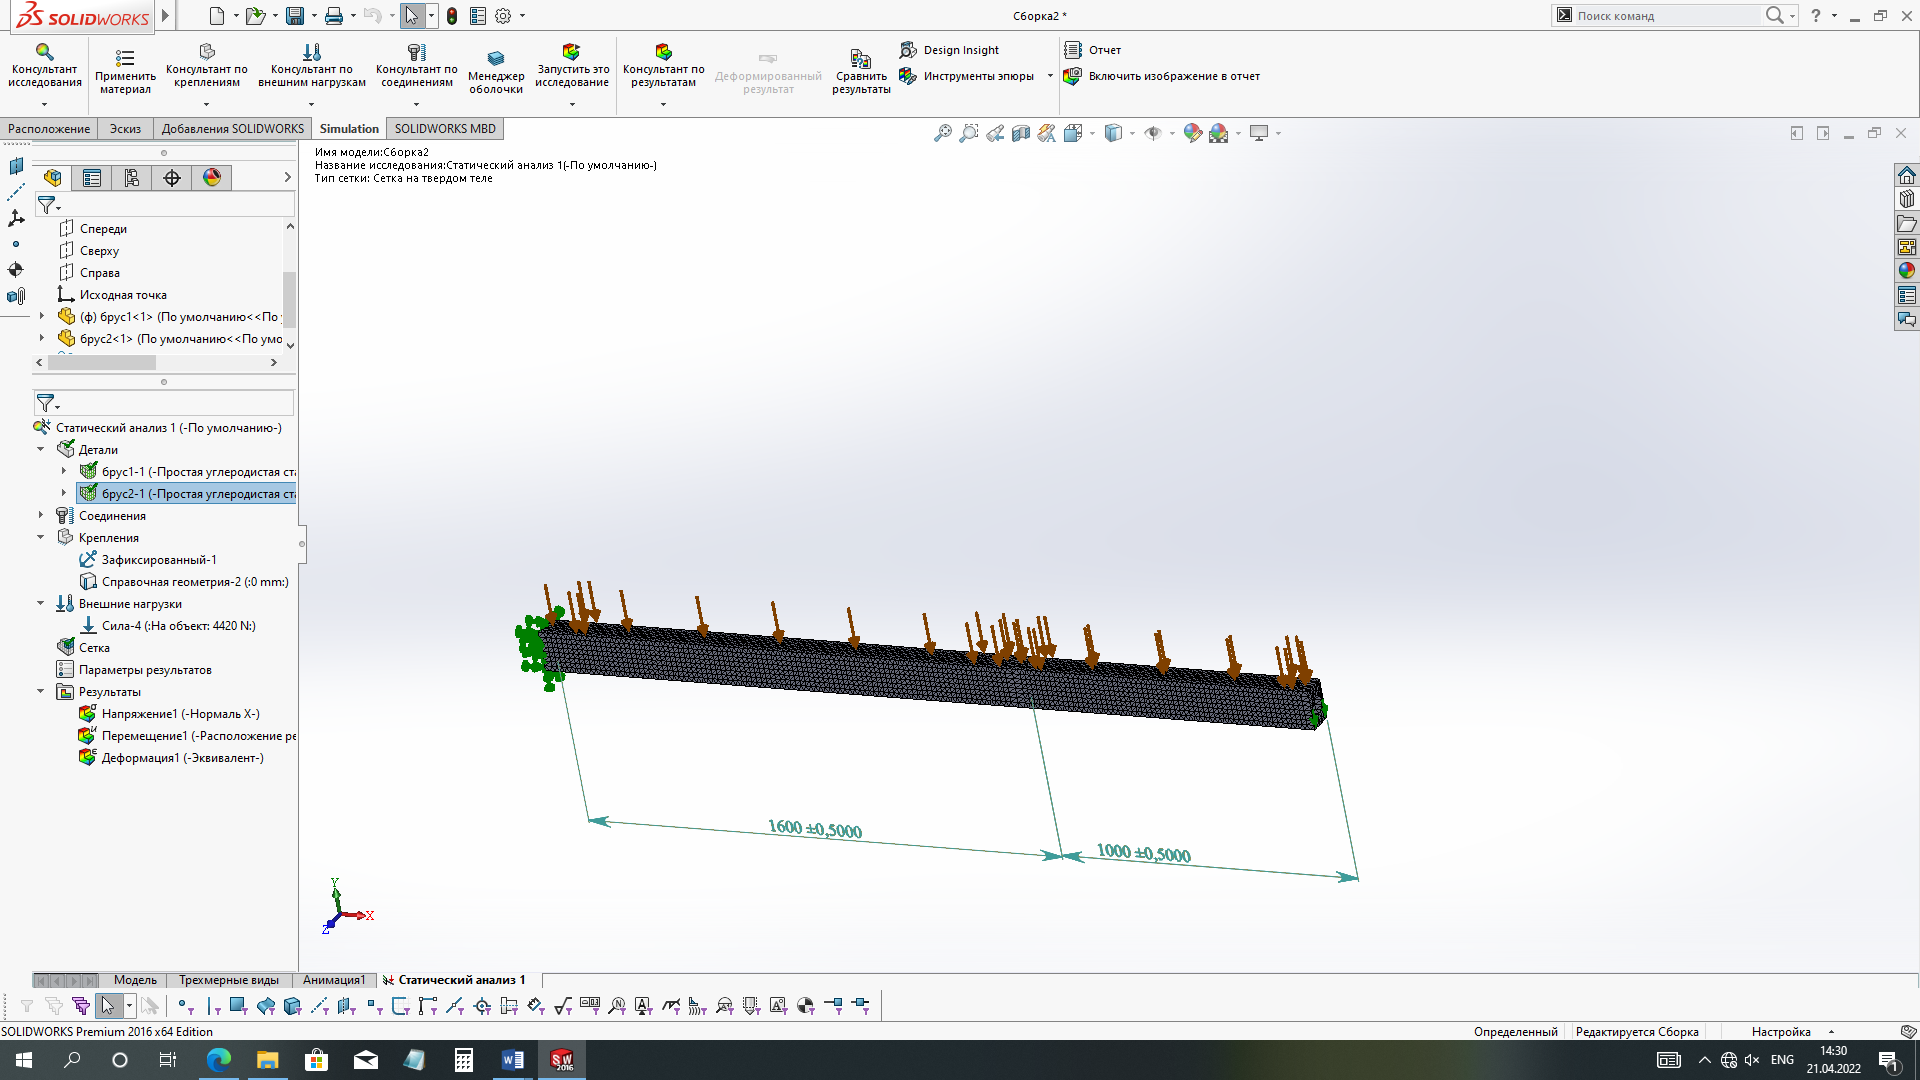 SOLIDWORKS
Сборка2 *
Поиск команд
Консультант исследования
Применить материал
Консультант по креплениям
Консультант по внешним нагрузкам
Консультант по соединениям
Менеджер оболочки
Запустить это исследование
Консультант по результатам
Деформированный результат
Сравнить результаты
Design Insight
Инструменты эпюры
Отчет
Включить изображение в отчет
Расположение
Эскиз
Добавления SOLIDWORKS
Simulation
SOLIDWORKS MBD
Имя модели:Сборка2
Название исследования:Статический анализ 1(-По умолчанию-)
Тип сетки: Сетка на твердом теле
Спереди
Сверху
Справа
Исходная точка
(ф) брус1<1> (По умолчанию<<По
брус2<1> (По умолчанию<<По умо
Статический анализ 1 (-По умолчанию-)
Детали
брус1-1 (-Простая углеродистая ста
брус2-1 (-Простая углеродистая ста
Соединения
Крепления
Зафиксированный-1
Справочная геометрия-2 (:0 mm:)
Внешние нагрузки
Сила-4 (:На объект: 4420 N:)
Сетка
Параметры результатов
Результаты
Напряжение1 (-Нормаль X-)
Перемещение1 (-Расположение ре
Деформация1 (-Эквивалент-)
1600 ±0,5000
1000 ±0,5000
Y
X
Z
Модель
Трехмерные виды
Анимация1
Статический анализ 1
SOLIDWORKS Premium 2016 x64 Edition
Определенный
Редактируется Сборка
Настройка
ENG
14:30
21.04.2022